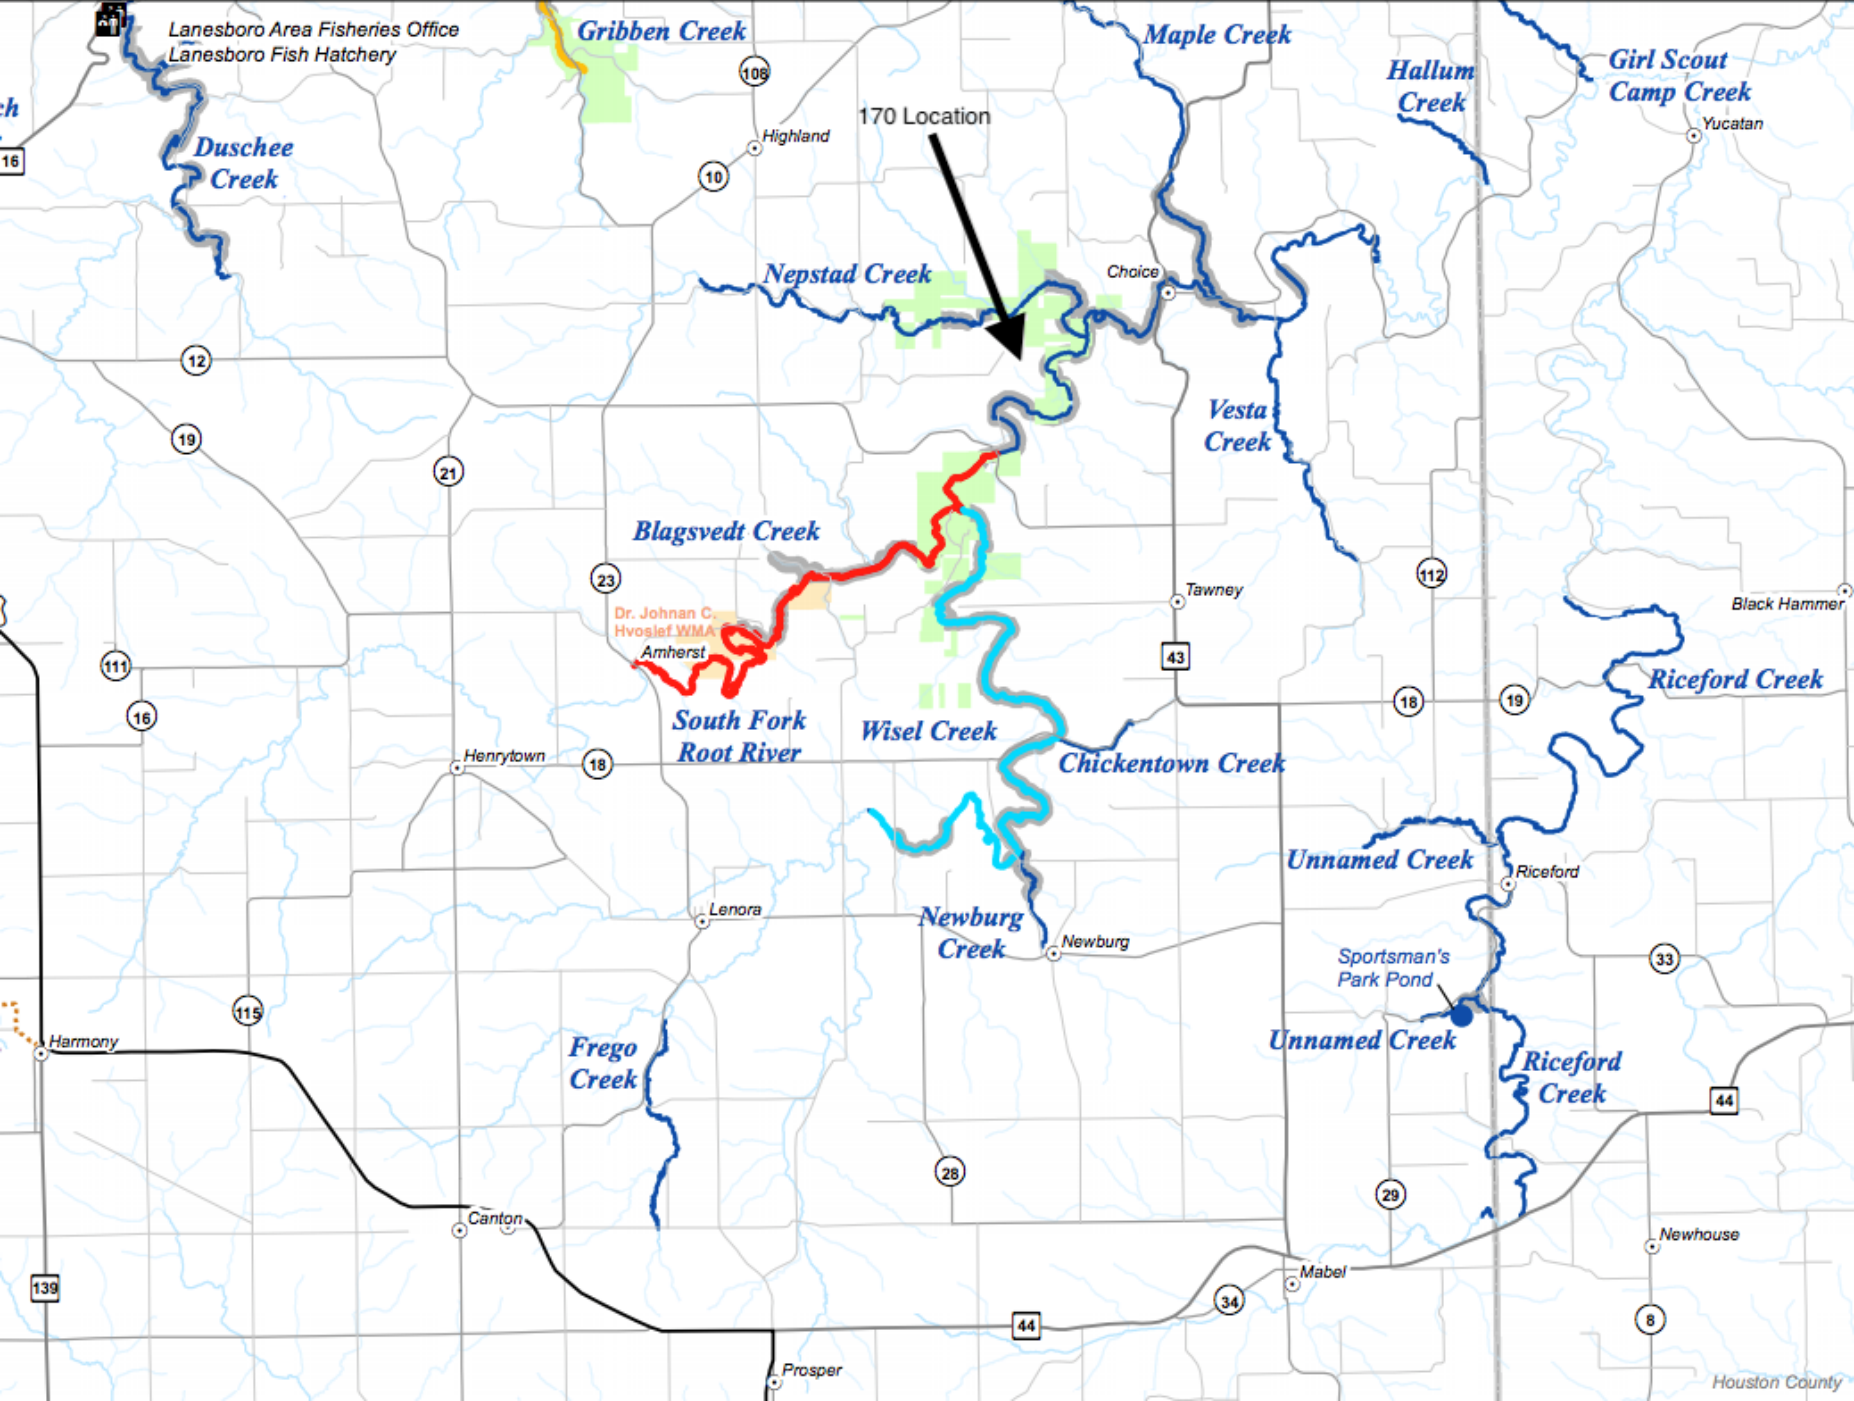 Lanesboro Area Fisheries Office
Lanesboro Fish Hatchery
Gribben Creek
Maple Creek
Girl Scout
Camp Creek
Hallum
Creek
108
ch
170 Location
Yucatan
Highland
16
Duschee
Creek
10
Choice
Nepstad Creek
12
Vesta
Creek
19
21
Blagsvedt Creek
23
112
Tawney
Black Hammer
Dr. Johnan C.
Hvoslef WMA
Amherst
111
43
Riceford Creek
16
18
19
South Fork
Root River
Wisel Creek
Henrytown
18
Chickentown Creek
Unnamed Creek
Riceford
Lenora
Newburg
Creek
Newburg
Sportsman's
Park Pond
33
115
Harmony
Unnamed Creek
Frego
Creek
Riceford
Creek
44
28
29
Canton
Newhouse
Mabel
139
34
44
8
Prosper
Houston County